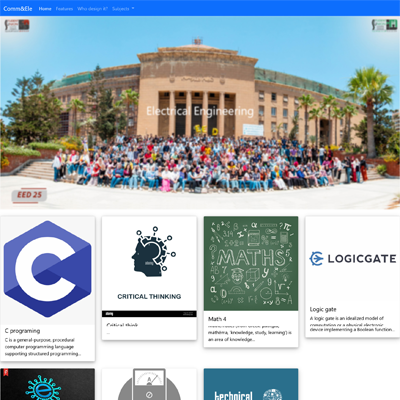 Comm&Ele Home Features Who design it? Subjects
Electrical Engineering
EED 25
C
C programing
C is a general-purpose, procedural
computer programming language
supporting structured programming...
CRITICAL THINKING
Critical think
...
MATHS
Math 4
mathēma, 'knowledge, study, learning') is
an area of knowledge...
LOGICGATE
Logic gate
A logic gate is an idealized model of
computation or a physical electronic
device implementing a Boolean function...
technical